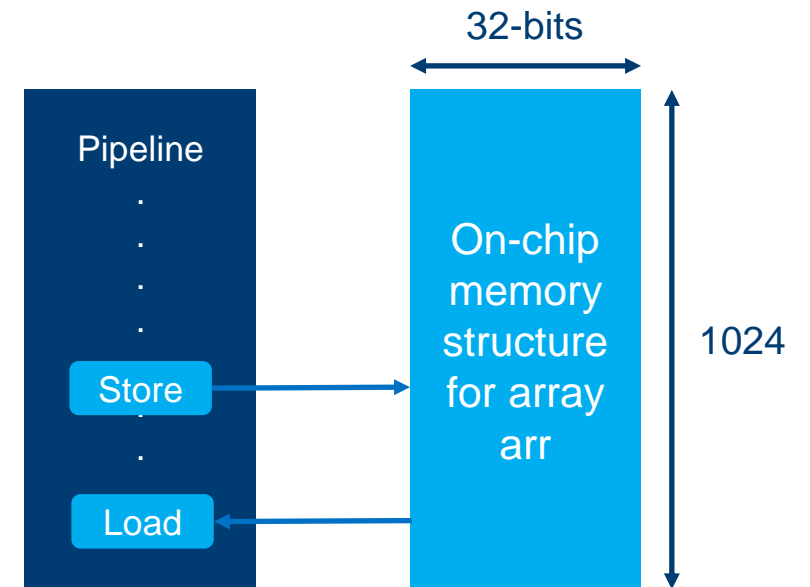 32-bits
Pipeline
.
.
.
.
Store
.
.
Load
On-chip
memory
structure
for array
arr
1024